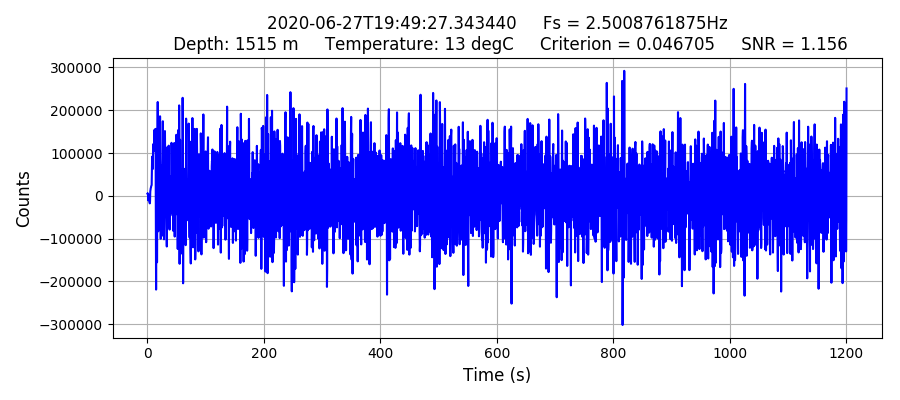 2020-06-27T19:49:27.343440     Fs = 2.5008761875Hz
Depth: 1515 m     Temperature: 13 degC     Criterion = 0.046705     SNR = 1.156
300000
200000
100000
0
−100000
−200000
−300000
Counts
0 200 400 600 800 1000 1200
Time (s)